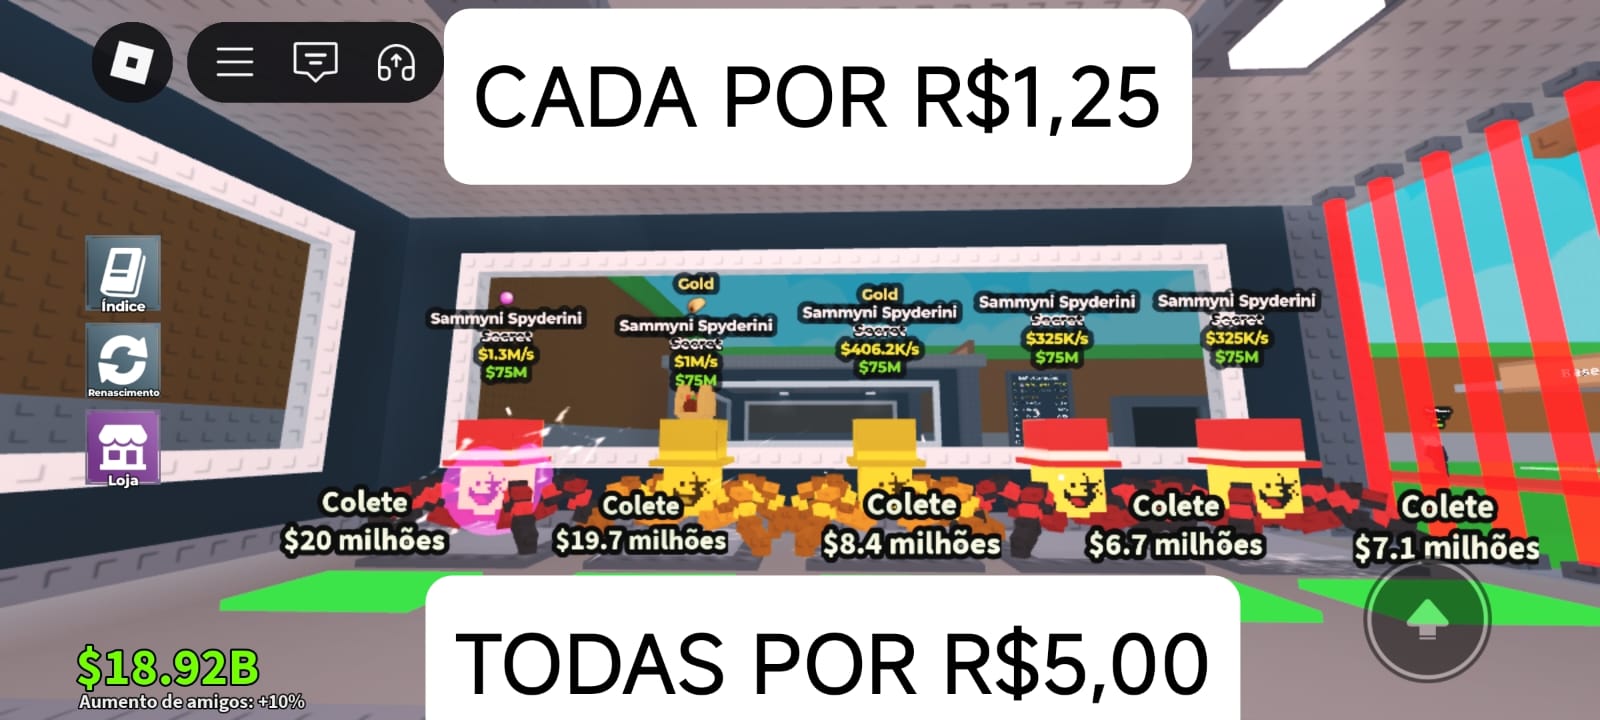 CADA POR R$1,25
Gold
Sammyni Spyderini
Secret
$1.3M/s
$75M
Sammyni Spyderini
Secret
$1M/s
$75M
Gold
Sammyni Spyderini
Secret
$406.2K/s
$75M
Sammyni Spyderini
Secret
$325K/s
$75M
Sammyni Spyderini
Secret
$325K/s
$75M
Índice
Renascimento
Loja
Base
Colete
$20 milhões
Colete
$19.7 milhões
Colete
$8.4 milhões
Colete
$6.7 milhões
Colete
$7.1 milhões
TODAS POR R$5,00
$18.92B
Aumento de amigos: +10%